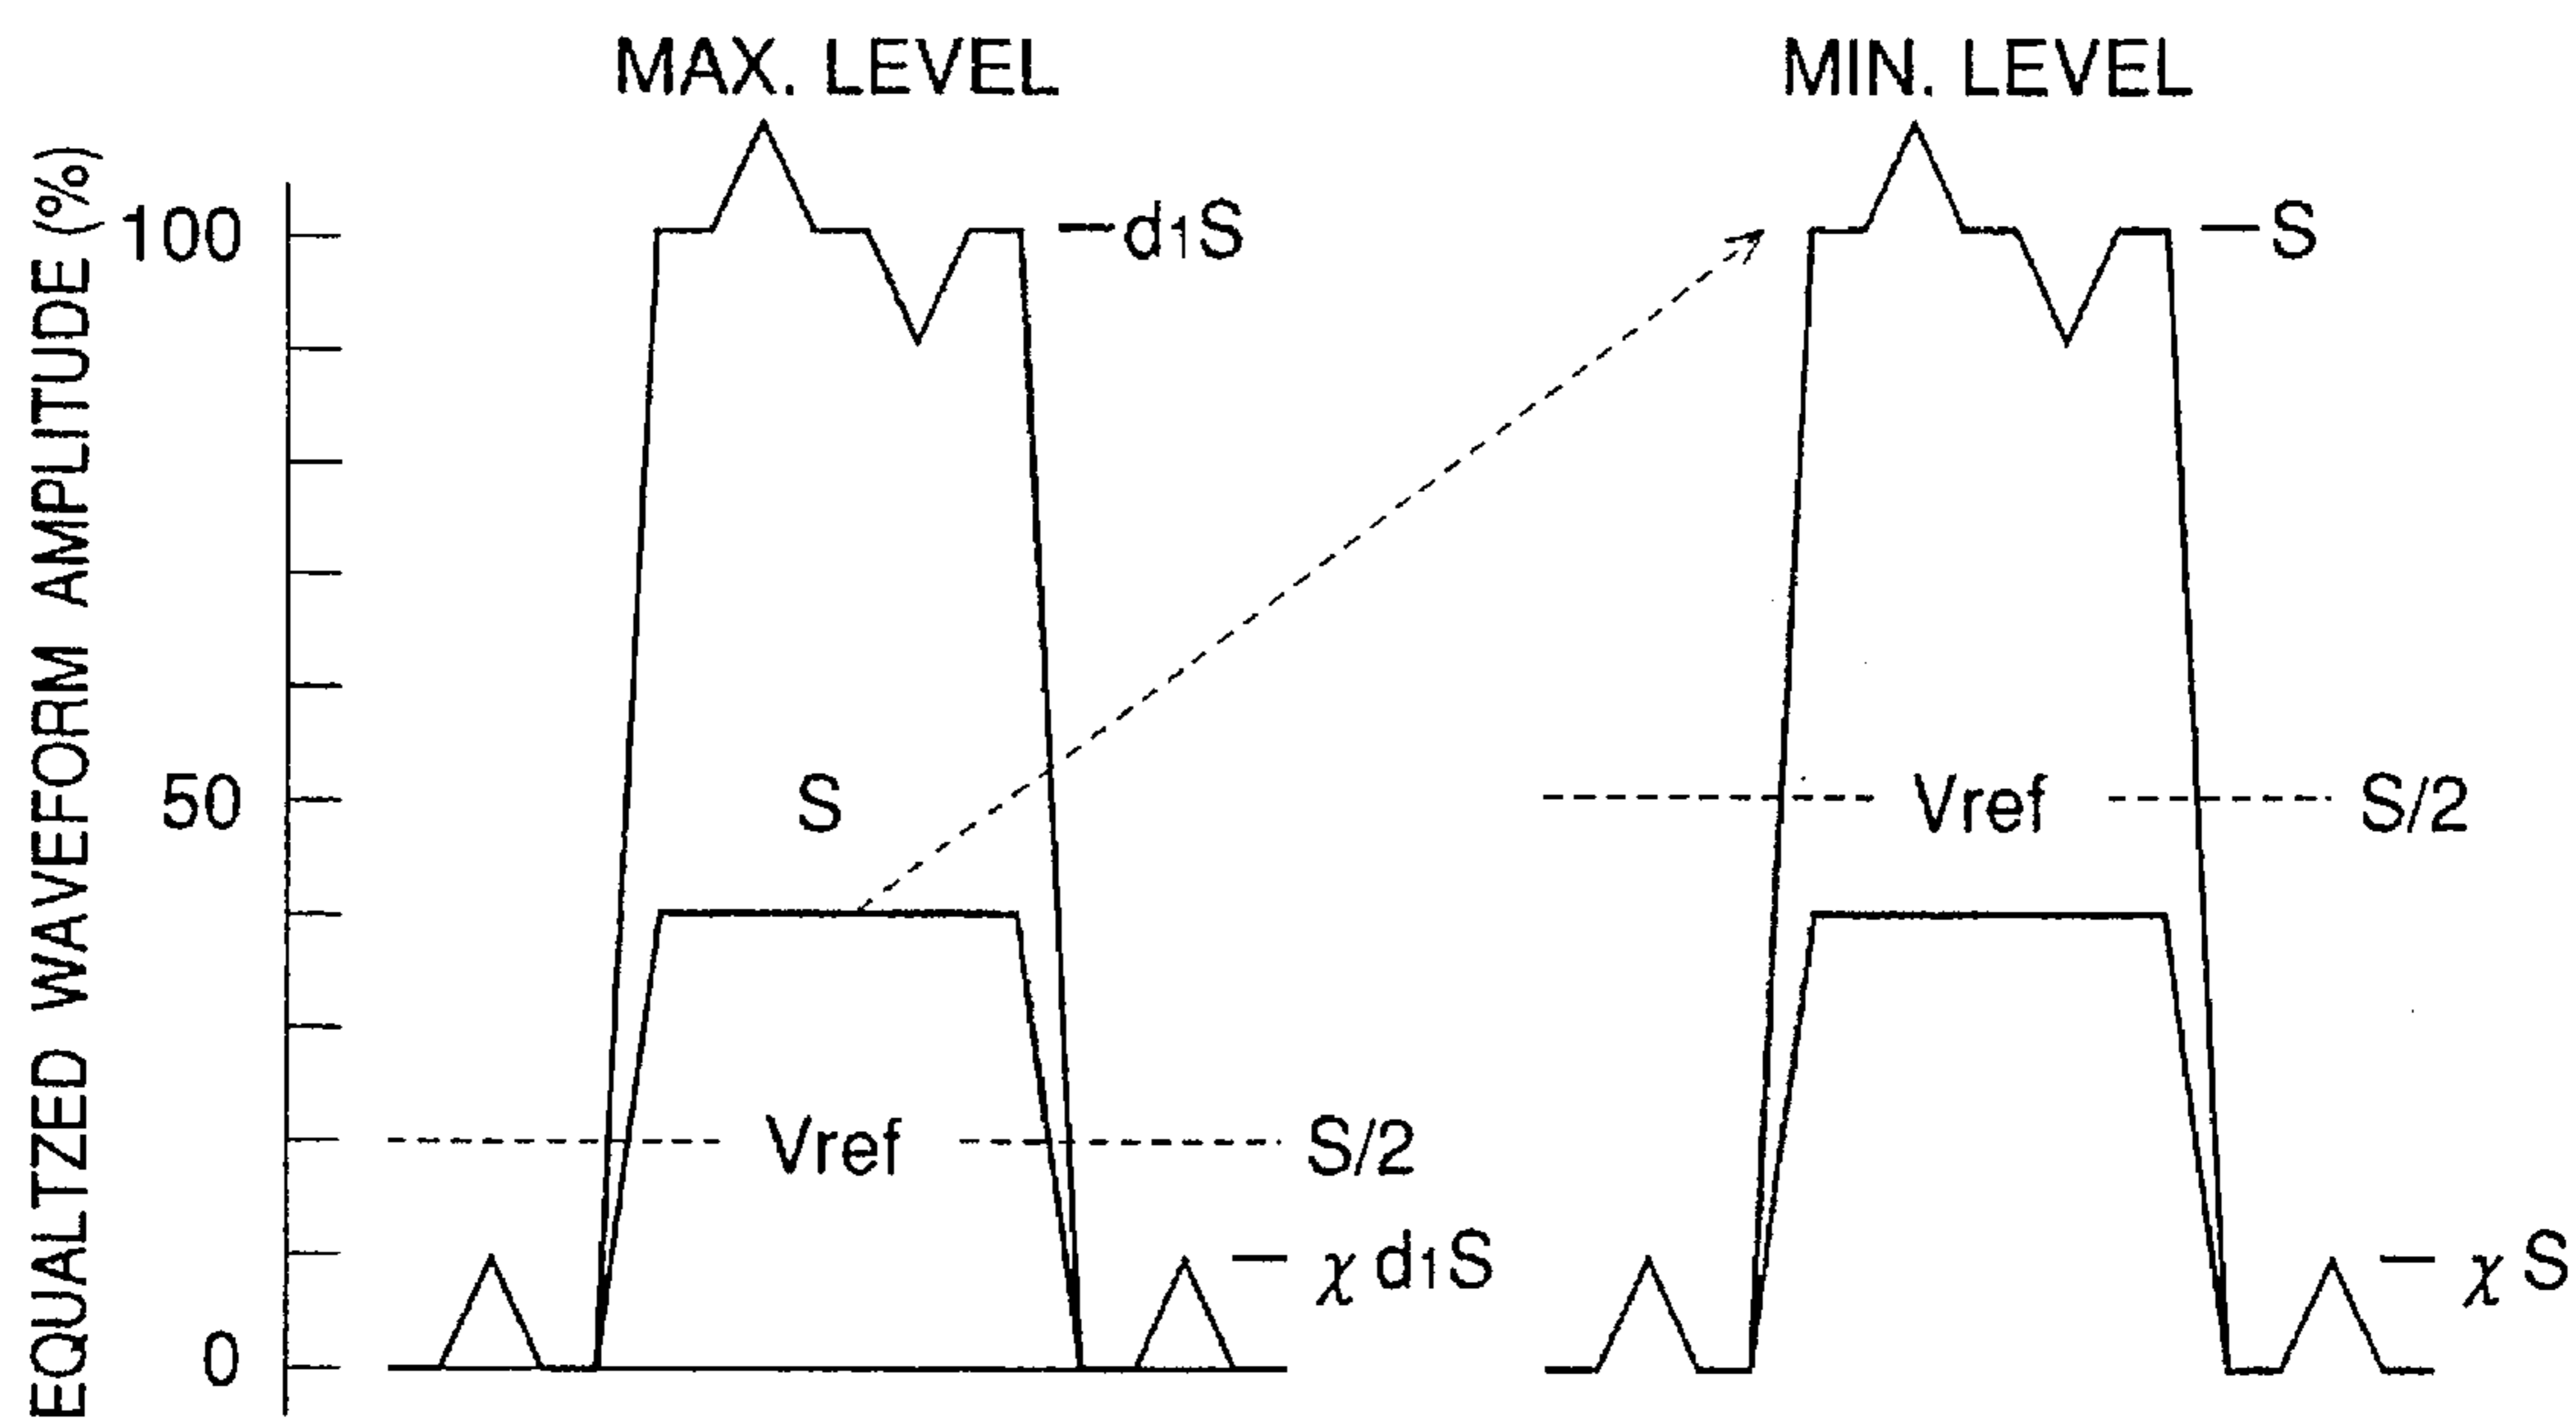 MAX. LEVEL
MIN. LEVEL
EQUALTZED WAVEFORM AMPLITUDE (%)
100
50
0
d1S
S
Vref
S/2
χ d1S
S
Vref
S/2
χ S